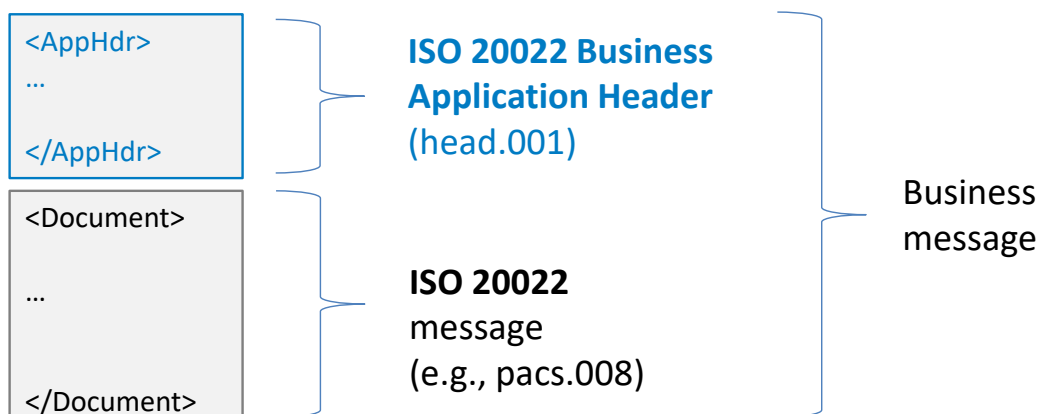 <AppHdr>
…
</AppHdr>
ISO 20022 Business
Application Header
(head.001)
<Document>
…
</Document>
ISO 20022
message
(e.g., pacs.008)
Business
message